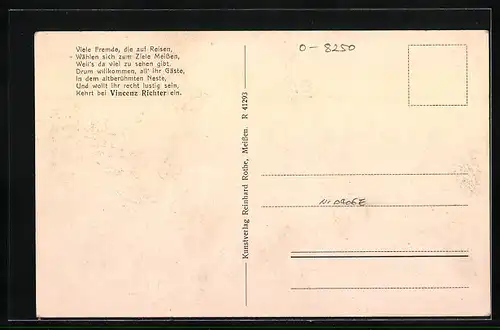 Viele Fremde, die auf Reisen,
Wählen sich zum Ziele Meißen,
Weil's da viel zu sehen gibt.
Drum willkommen, all' ihr Gäste,
In dem altberühmten Neste,
Und wollt ihr recht lustig sein,
Kehrt bei Vincenz Richter ein.
Kunstverlag Reinhard Rothe, Meißen. R 41293
O-8250